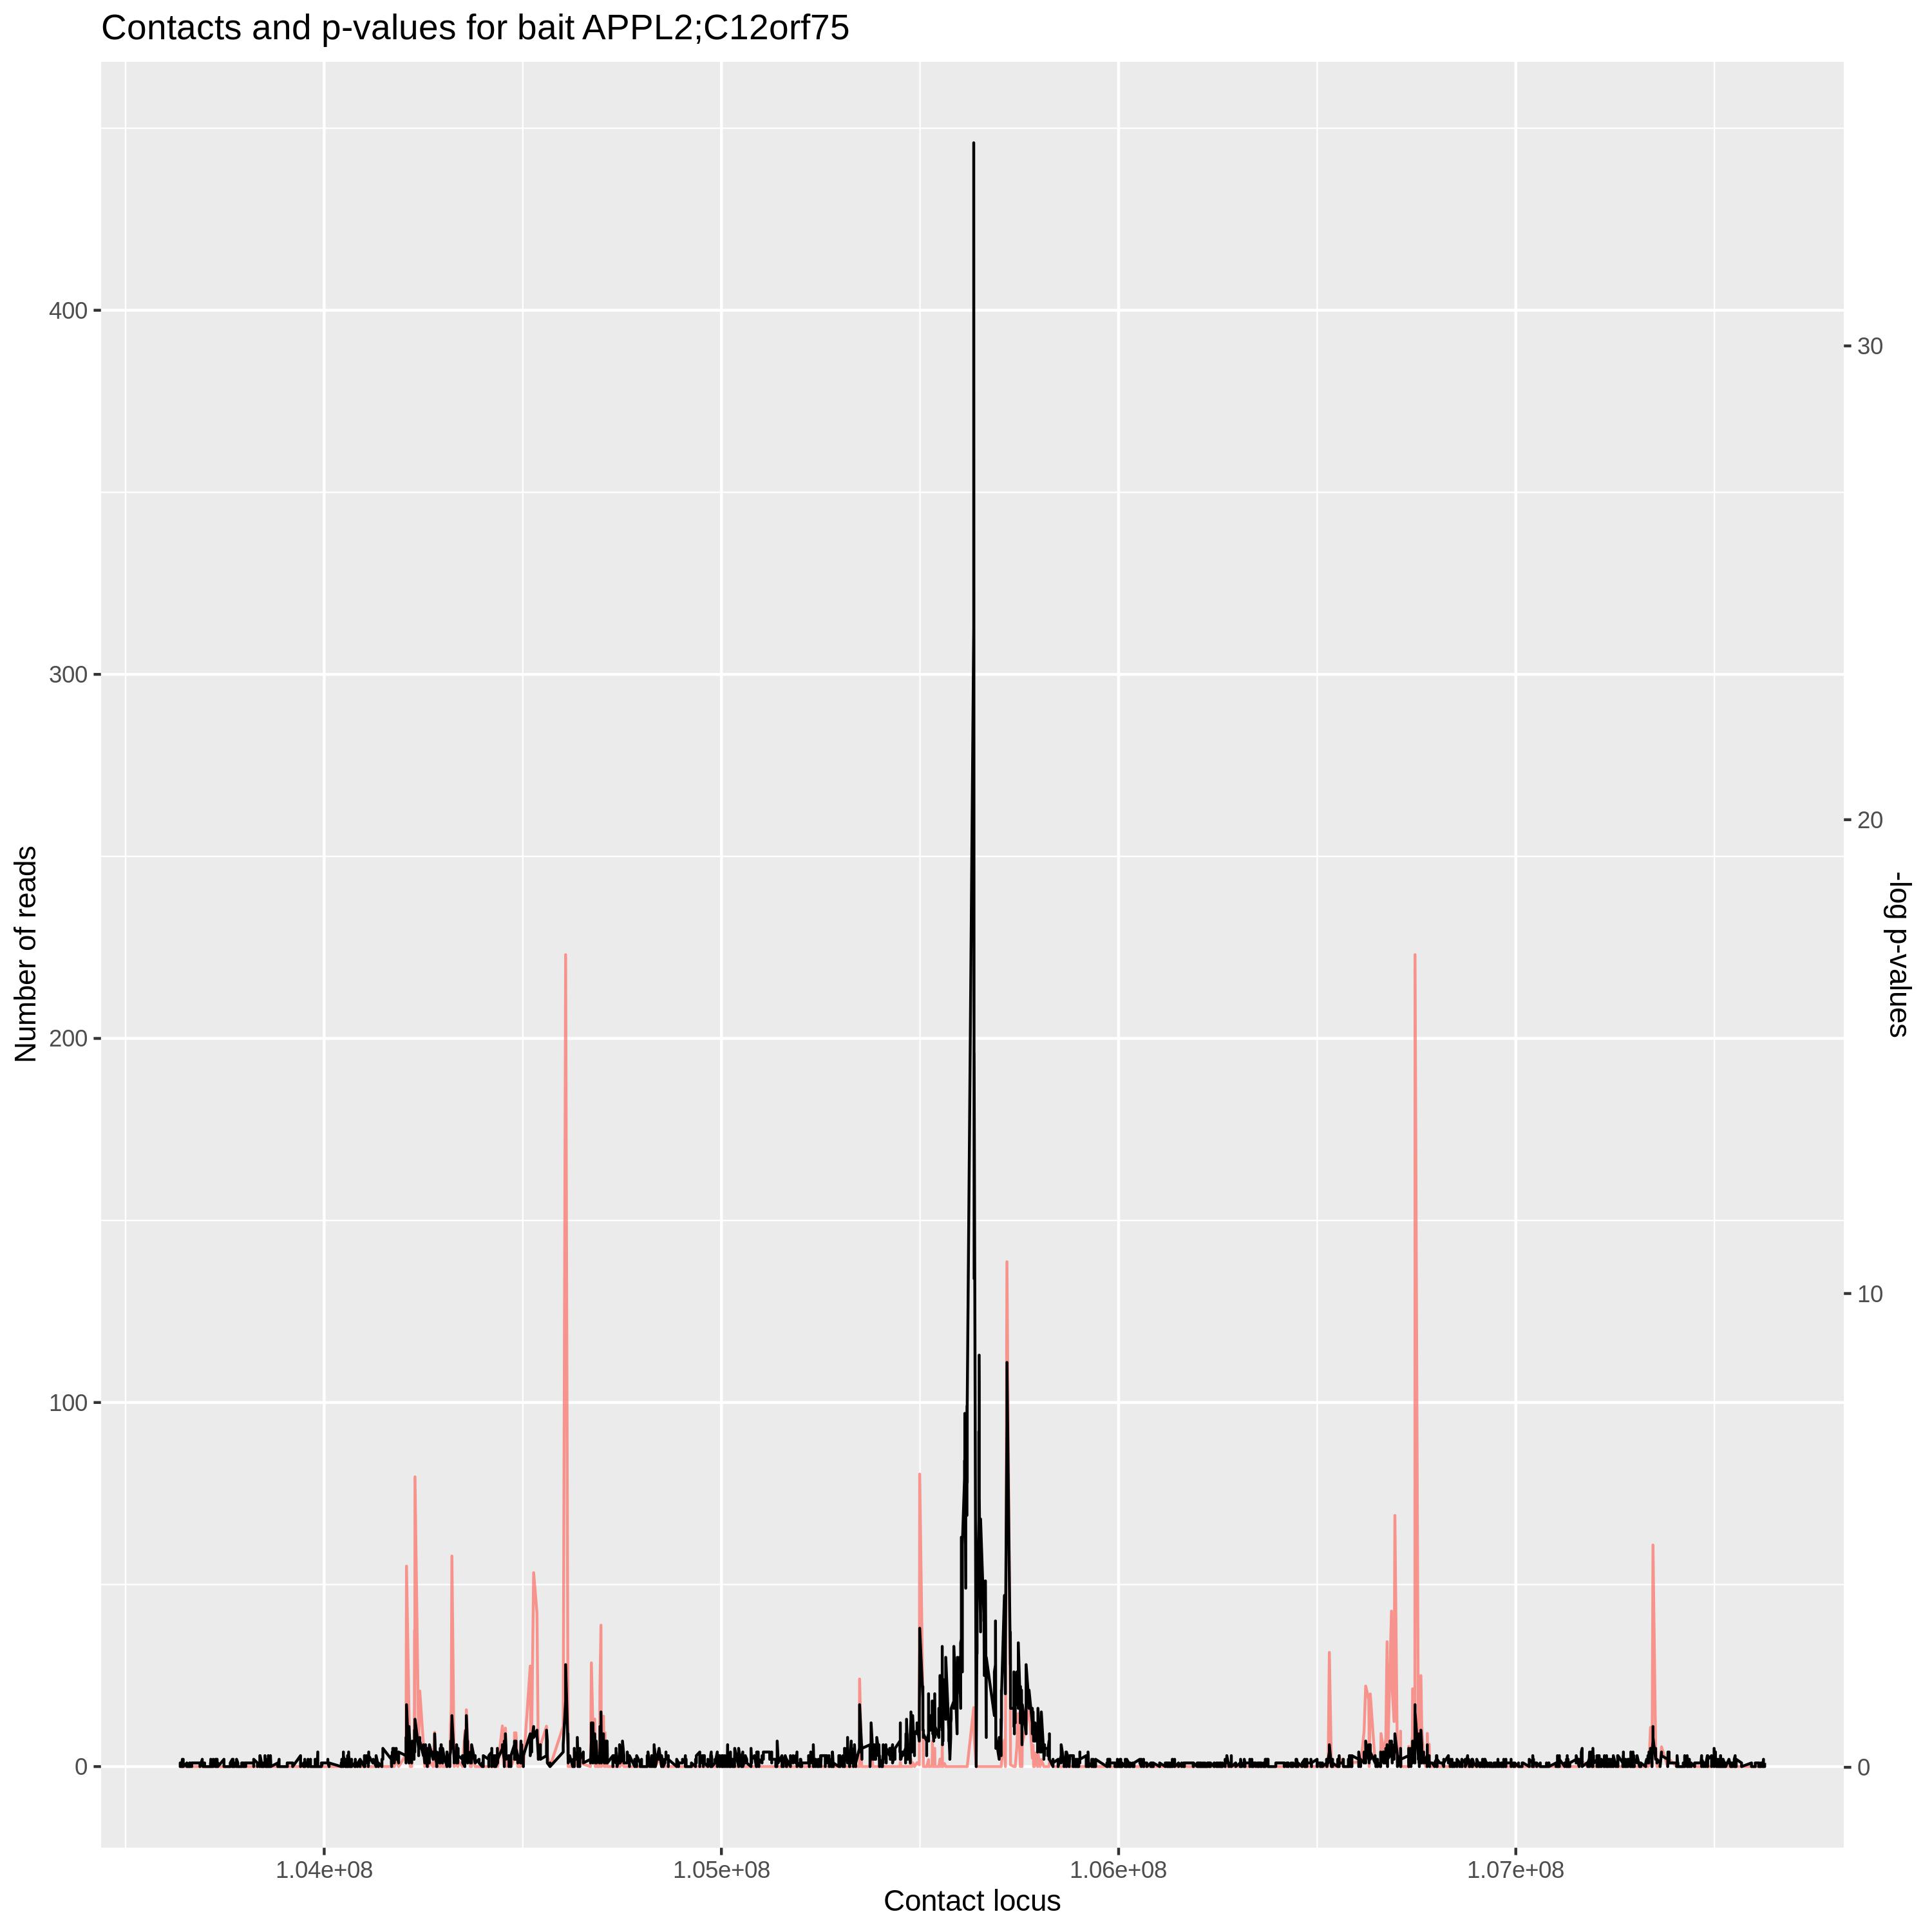 Contacts and p-values for bait APPL2;C12orf75
Number of reads
400
300
200
100
0
30
20
10
0
-log p-values
1.04e+08
1.05e+08
1.06e+08
1.07e+08
Contact locus